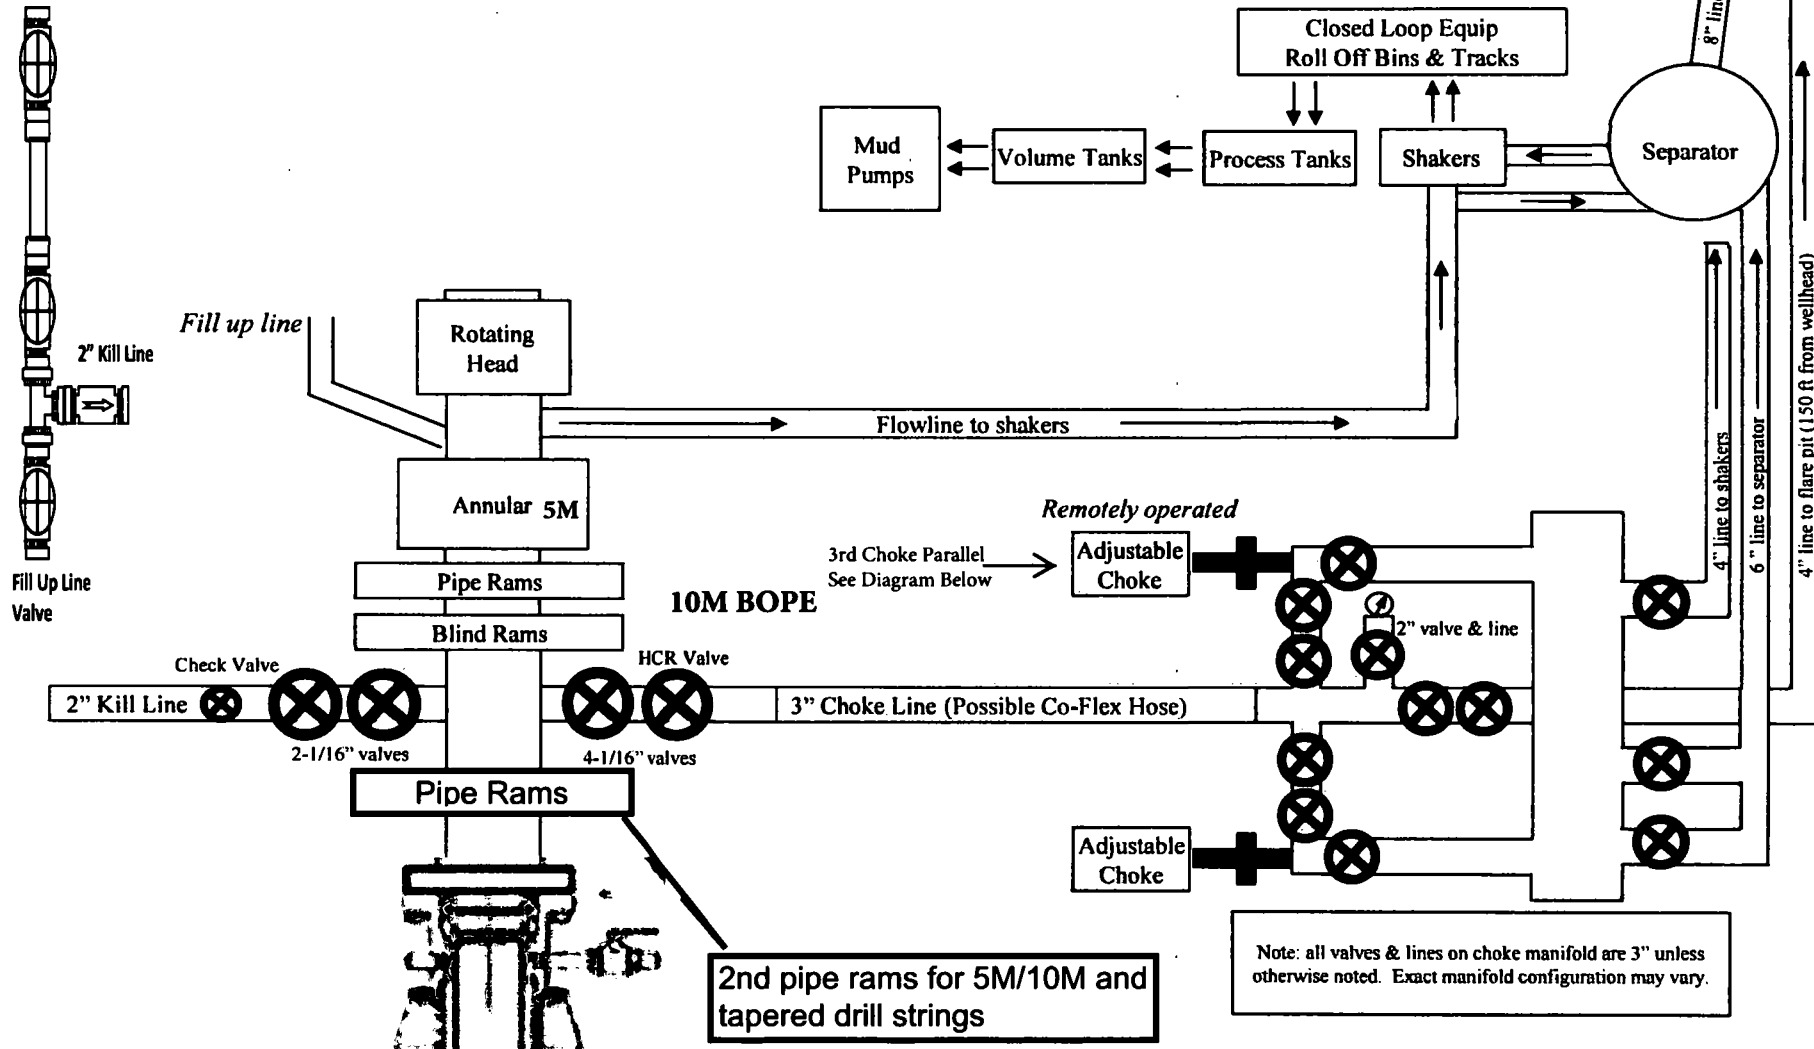 8" line
Closed Loop Equip
Roll Off Bins & Tracks
Mud
Pumps
Volume Tanks
Process Tanks
Shakers
Separator
Fill up line
Rotating
Head
2" Kill Line
Flowline to shakers
4" line to shakers
6" line to separator
4" line to flare pit (150 ft from wellhead)
Annular 5M
Remotely operated
3rd Choke Parallel
See Diagram Below
Adjustable
Choke
Fill Up Line
Valve
Pipe Rams
10M BOPE
Blind Rams
2" valve & line
Check Valve
HCR Valve
2" Kill Line
3" Choke Line (Possible Co-Flex Hose)
2-1/16" valves
4-1/16" valves
Pipe Rams
Adjustable
Choke
2nd pipe rams for 5M/10M and
tapered drill strings
Note: all valves & lines on choke manifold are 3" unless
otherwise noted. Exact manifold configuration may vary.